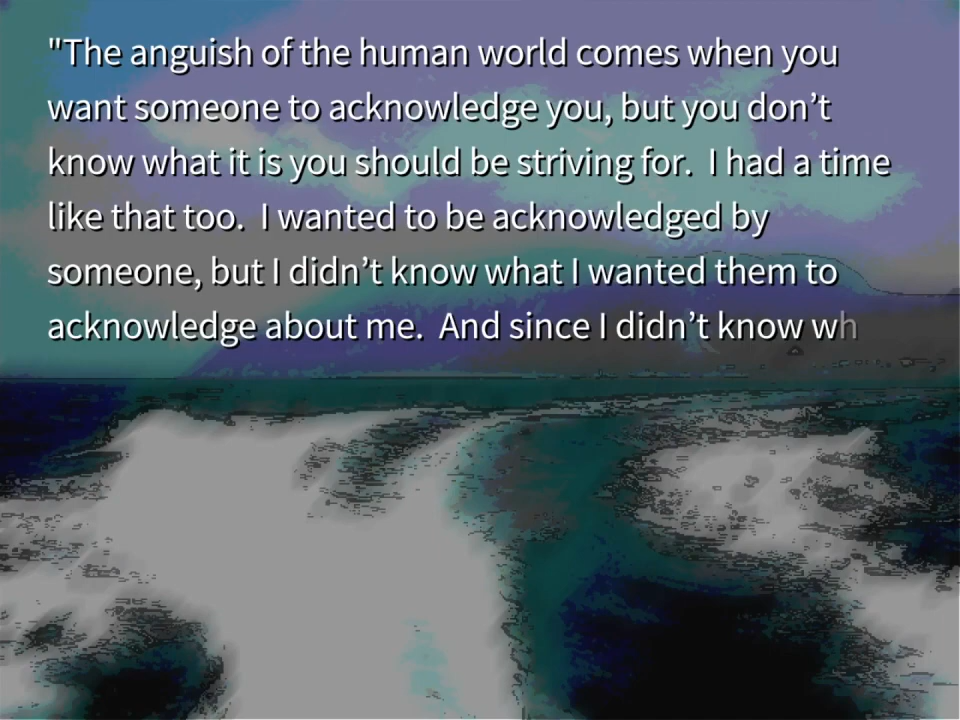 "The anguish of the human world comes when you
want someone to acknowledge you, but you don’t
know what it is you should be striving for.  I had a time
like that too.  I wanted to be acknowledged by
someone, but I didn’t know what I wanted them to
acknowledge about me.  And since I didn’t know wh